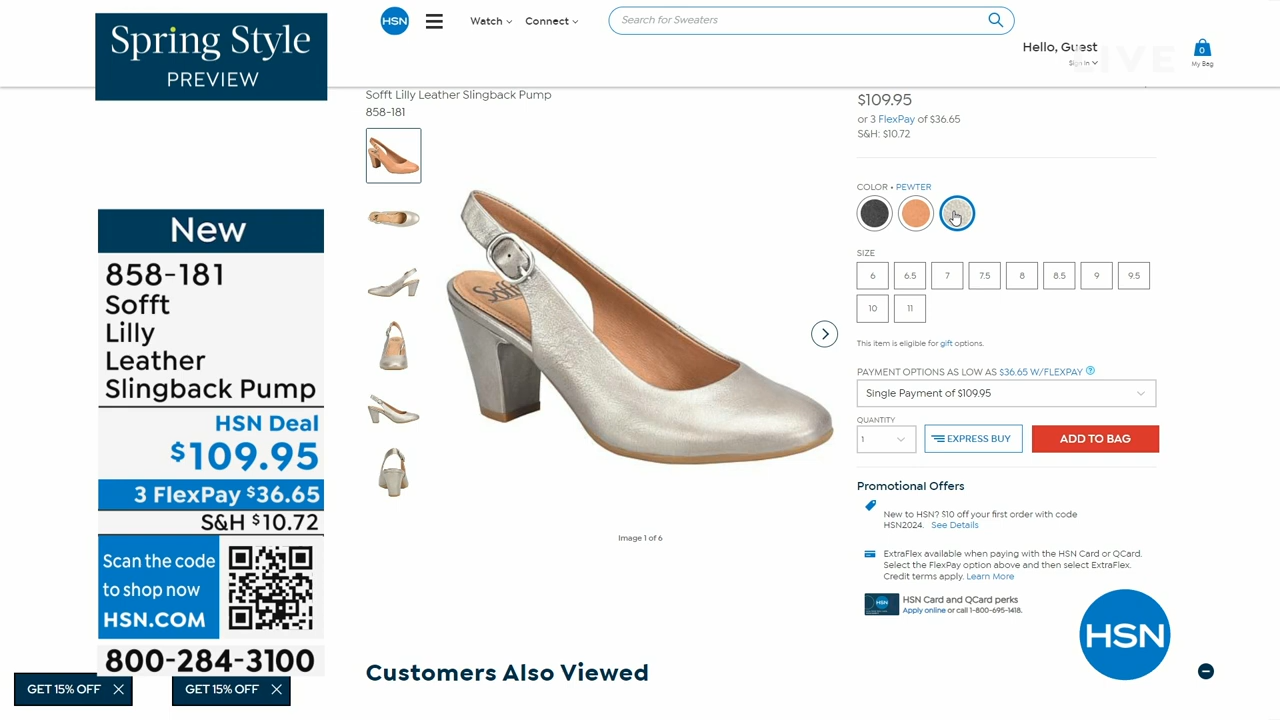 Spring Style
PREVIEW
HSN
Watch
Connect
Search for Sweaters
Hello, Guest
Sign In
LIVE
0
My Bag
New
858-181
Sofft
Lilly
Leather
Slingback Pump
HSN Deal
$109.95
3 FlexPay $36.65
S&H $10.72
Scan the code
to shop now
HSN.COM
800-284-3100
GET 15% OFF
GET 15% OFF
Sofft Lilly Leather Slingback Pump
858-181
Sofft
Image 1 of 6
$109.95
or 3 FlexPay of $36.65
S&H: $10.72
COLOR • PEWTER
SIZE
6 6.5 7 7.5 8 8.5 9 9.5
10 11
This item is eligible for gift options.
PAYMENT OPTIONS AS LOW AS $36.65 W/FLEXPAY ?
Single Payment of $109.95
QUANTITY
1
EXPRESS BUY
ADD TO BAG
Promotional Offers
New to HSN? $10 off your first order with code
HSN2024. See Details
ExtraFlex available when paying with the HSN Card or QCard.
Select the FlexPay option above and then select ExtraFlex.
Credit terms apply. Learn More
HSN
HSN Card and QCard perks
Apply online or call 1-800-695-1418.
HSN
Customers Also Viewed